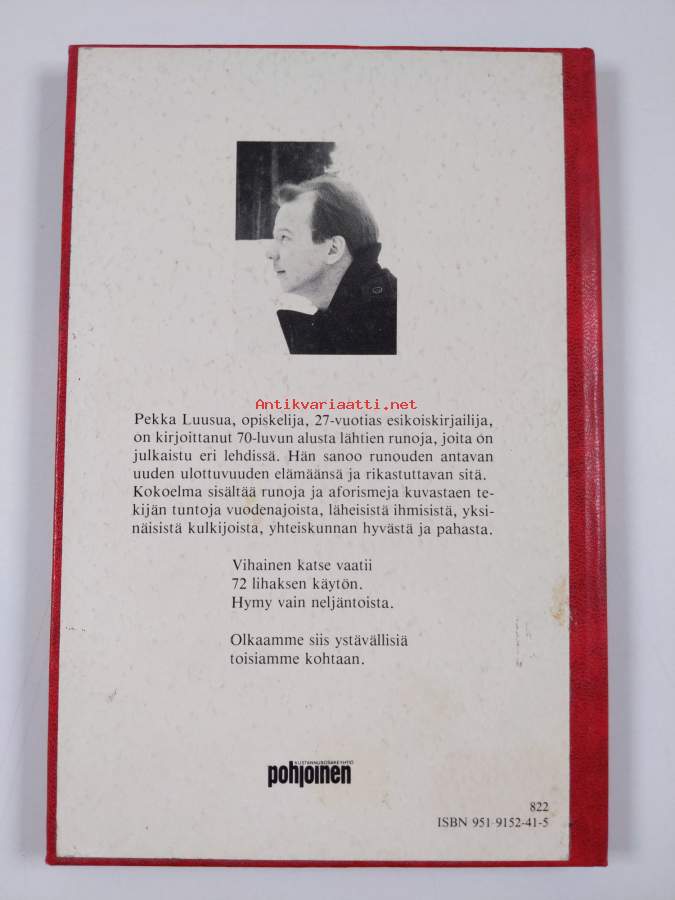 Antikvariaatti.net
Pekka Luusua, opiskelija, 27-vuotias esikoiskirjailija,
on kirjoittanut 70-luvun alusta lähtien runoja, joita on
julkaistu eri lehdissä. Hän sanoo runouden antavan
uuden ulottuvuuden elämäänsä ja rikastuttavan sitä.
Kokoelma sisältää runoja ja aforismeja kuvastaen te-
kijän tuntoja vuodenajoista, läheisistä ihmisistä, yksi-
näisistä kulkijoista, yhteiskunnan hyvästä ja pahasta.
Vihainen katse vaatii
72 lihaksen käytön.
Hymy vain neljäntoista.
Olkaamme siis ystävällisiä
toisiamme kohtaan.
KUSTANNUSOSAKEYHTIÖ
pohjoinen
822
ISBN 951-9152-41-5